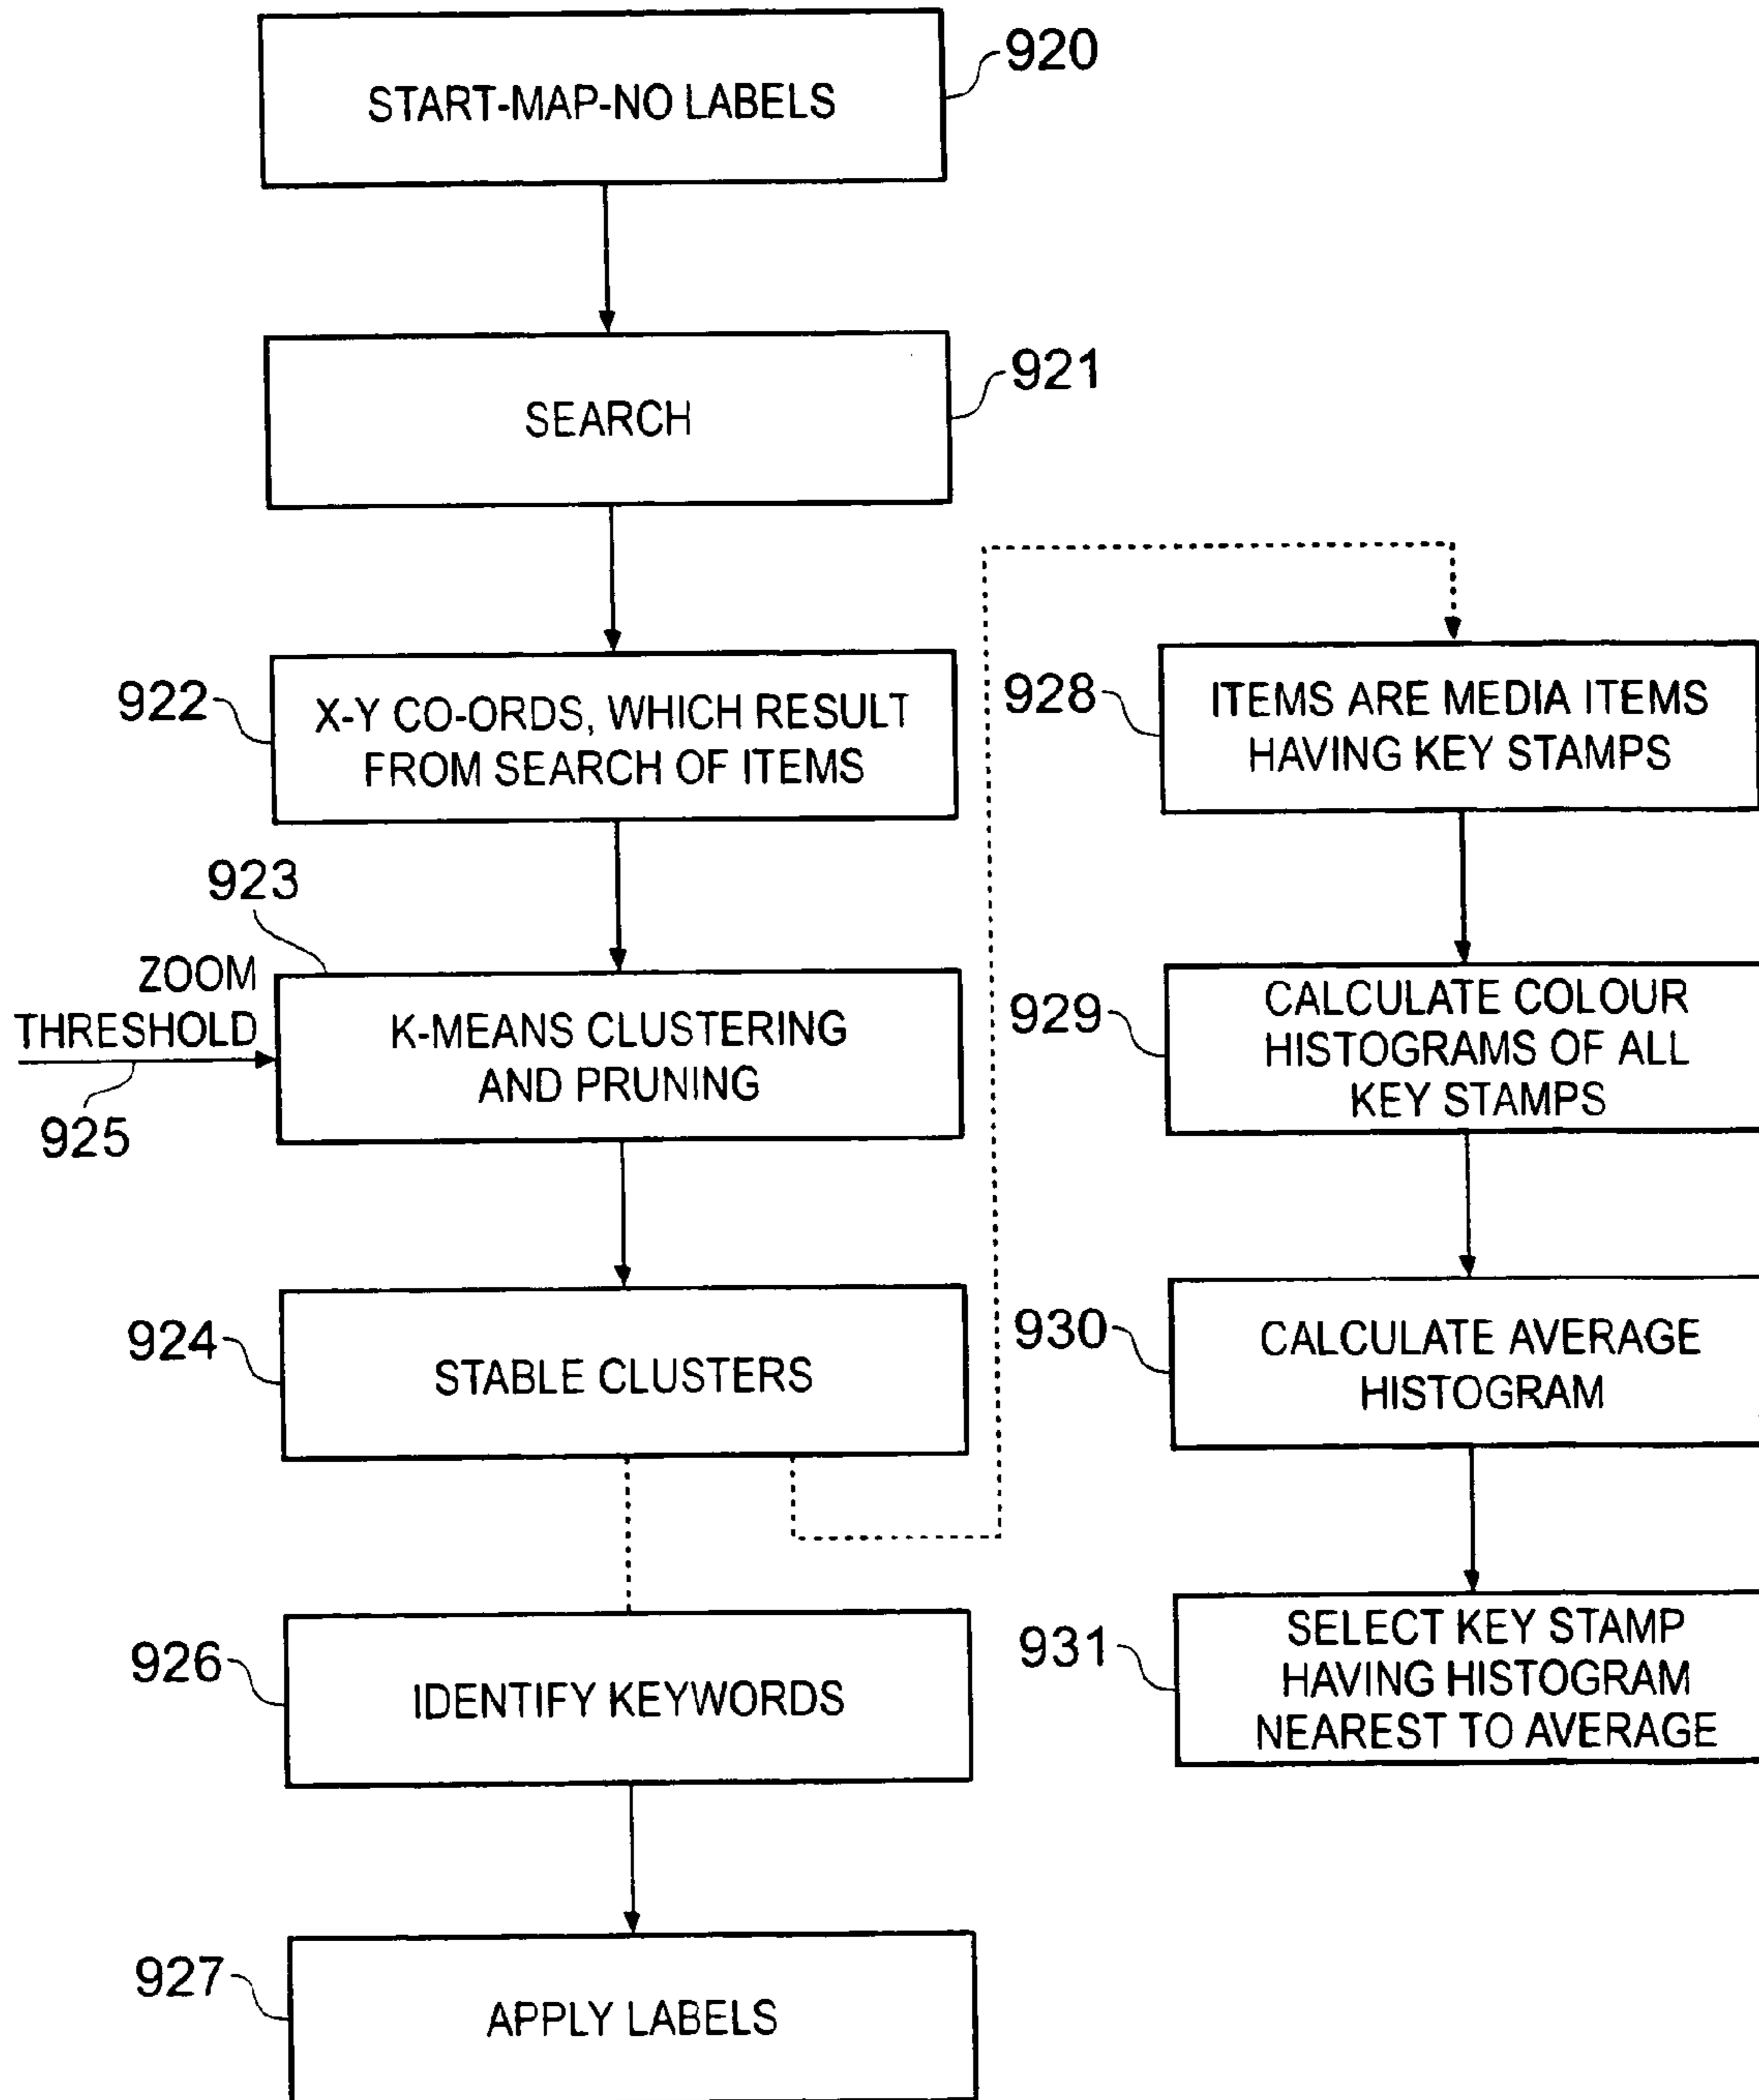 920
START-MAP-NO LABELS
921
SEARCH
922
X-Y CO-ORDS, WHICH RESULT
FROM SEARCH OF ITEMS
923
ZOOM
THRESHOLD
925
K-MEANS CLUSTERING
AND PRUNING
924
STABLE CLUSTERS
926
IDENTIFY KEYWORDS
927
APPLY LABELS
928
ITEMS ARE MEDIA ITEMS
HAVING KEY STAMPS
929
CALCULATE COLOUR
HISTOGRAMS OF ALL
KEY STAMPS
930
CALCULATE AVERAGE
HISTOGRAM
931
SELECT KEY STAMP
HAVING HISTOGRAM
NEAREST TO AVERAGE